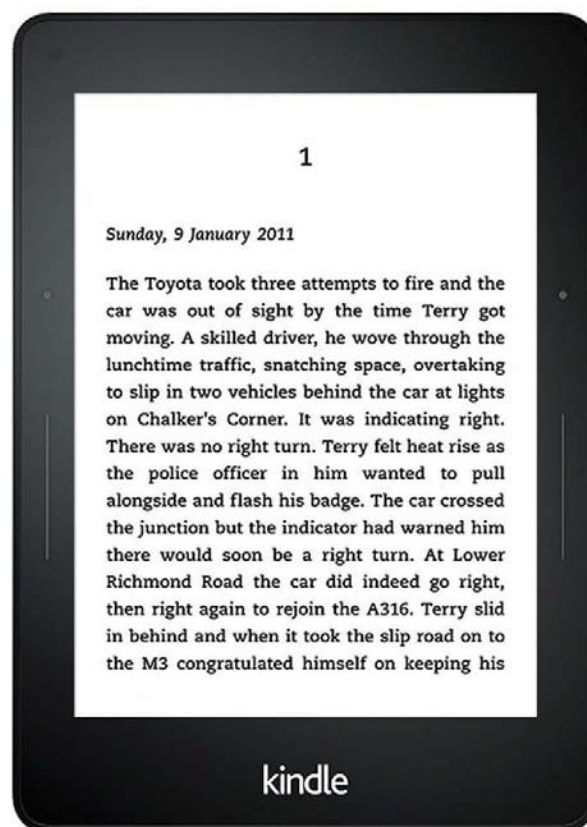 1
Sunday, 9 January 2011
The Toyota took three attempts to fire and the
car was out of sight by the time Terry got
moving. A skilled driver, he wove through the
lunchtime traffic, snatching space, overtaking
to slip in two vehicles behind the car at lights
on Chalker's Corner. It was indicating right.
There was no right turn. Terry felt heat rise as
the police officer in him wanted to pull
alongside and flash his badge. The car crossed
the junction but the indicator had warned him
there would soon be a right turn. At Lower
Richmond Road the car did indeed go right,
then right again to rejoin the A316. Terry slid
in behind and when it took the slip road on to
the M3 congratulated himself on keeping his
kindle